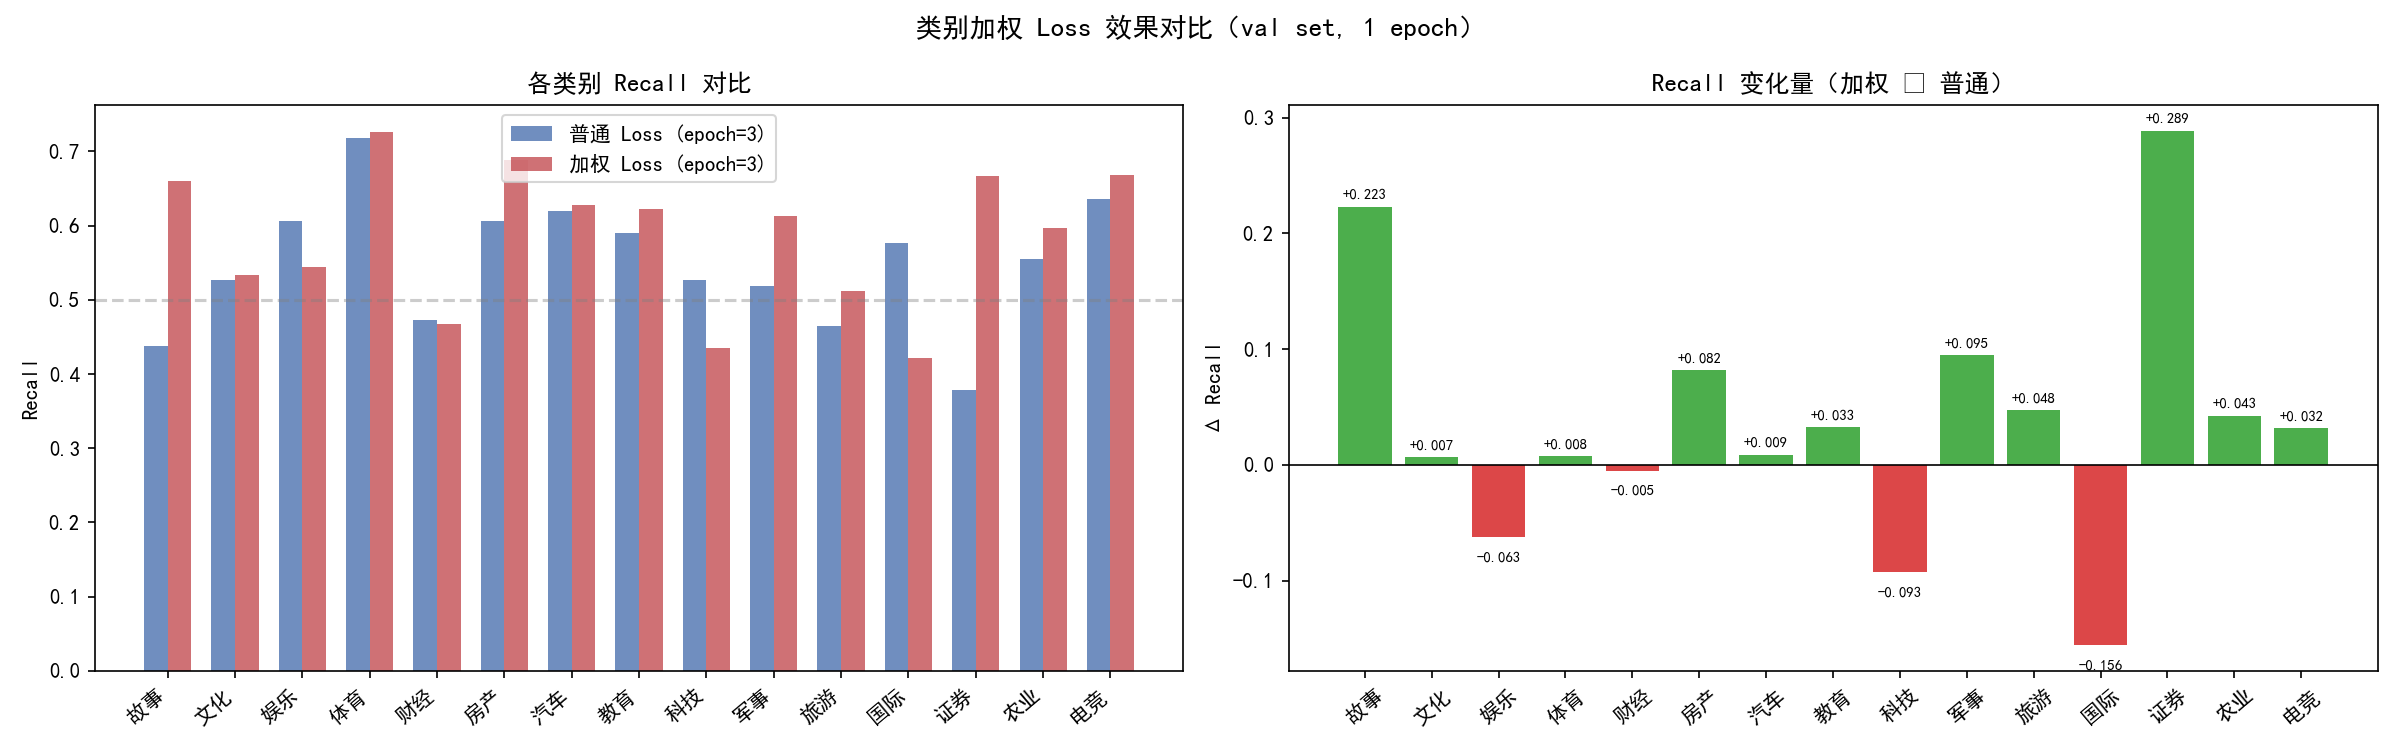 类别加权 Loss 效果对比（val set, 1 epoch）
各类别 Recall 对比
普通 Loss (epoch=3)
加权 Loss (epoch=3)
Recall
0.7
0.6
0.5
0.4
0.3
0.2
0.1
0.0
故事 文化 娱乐 体育 财经 房产 汽车 教育 科技 军事 旅游 国际 证券 农业 电竞
Recall 变化量（加权 □ 普通）
Δ Recall
0.3
0.2
0.1
0.0
-0.1
+0.223 +0.007 -0.063 +0.008 -0.005 +0.082 +0.009 +0.033 -0.093 +0.095 +0.048 -0.156 +0.289 +0.043 +0.032
故事 文化 娱乐 体育 财经 房产 汽车 教育 科技 军事 旅游 国际 证券 农业 电竞